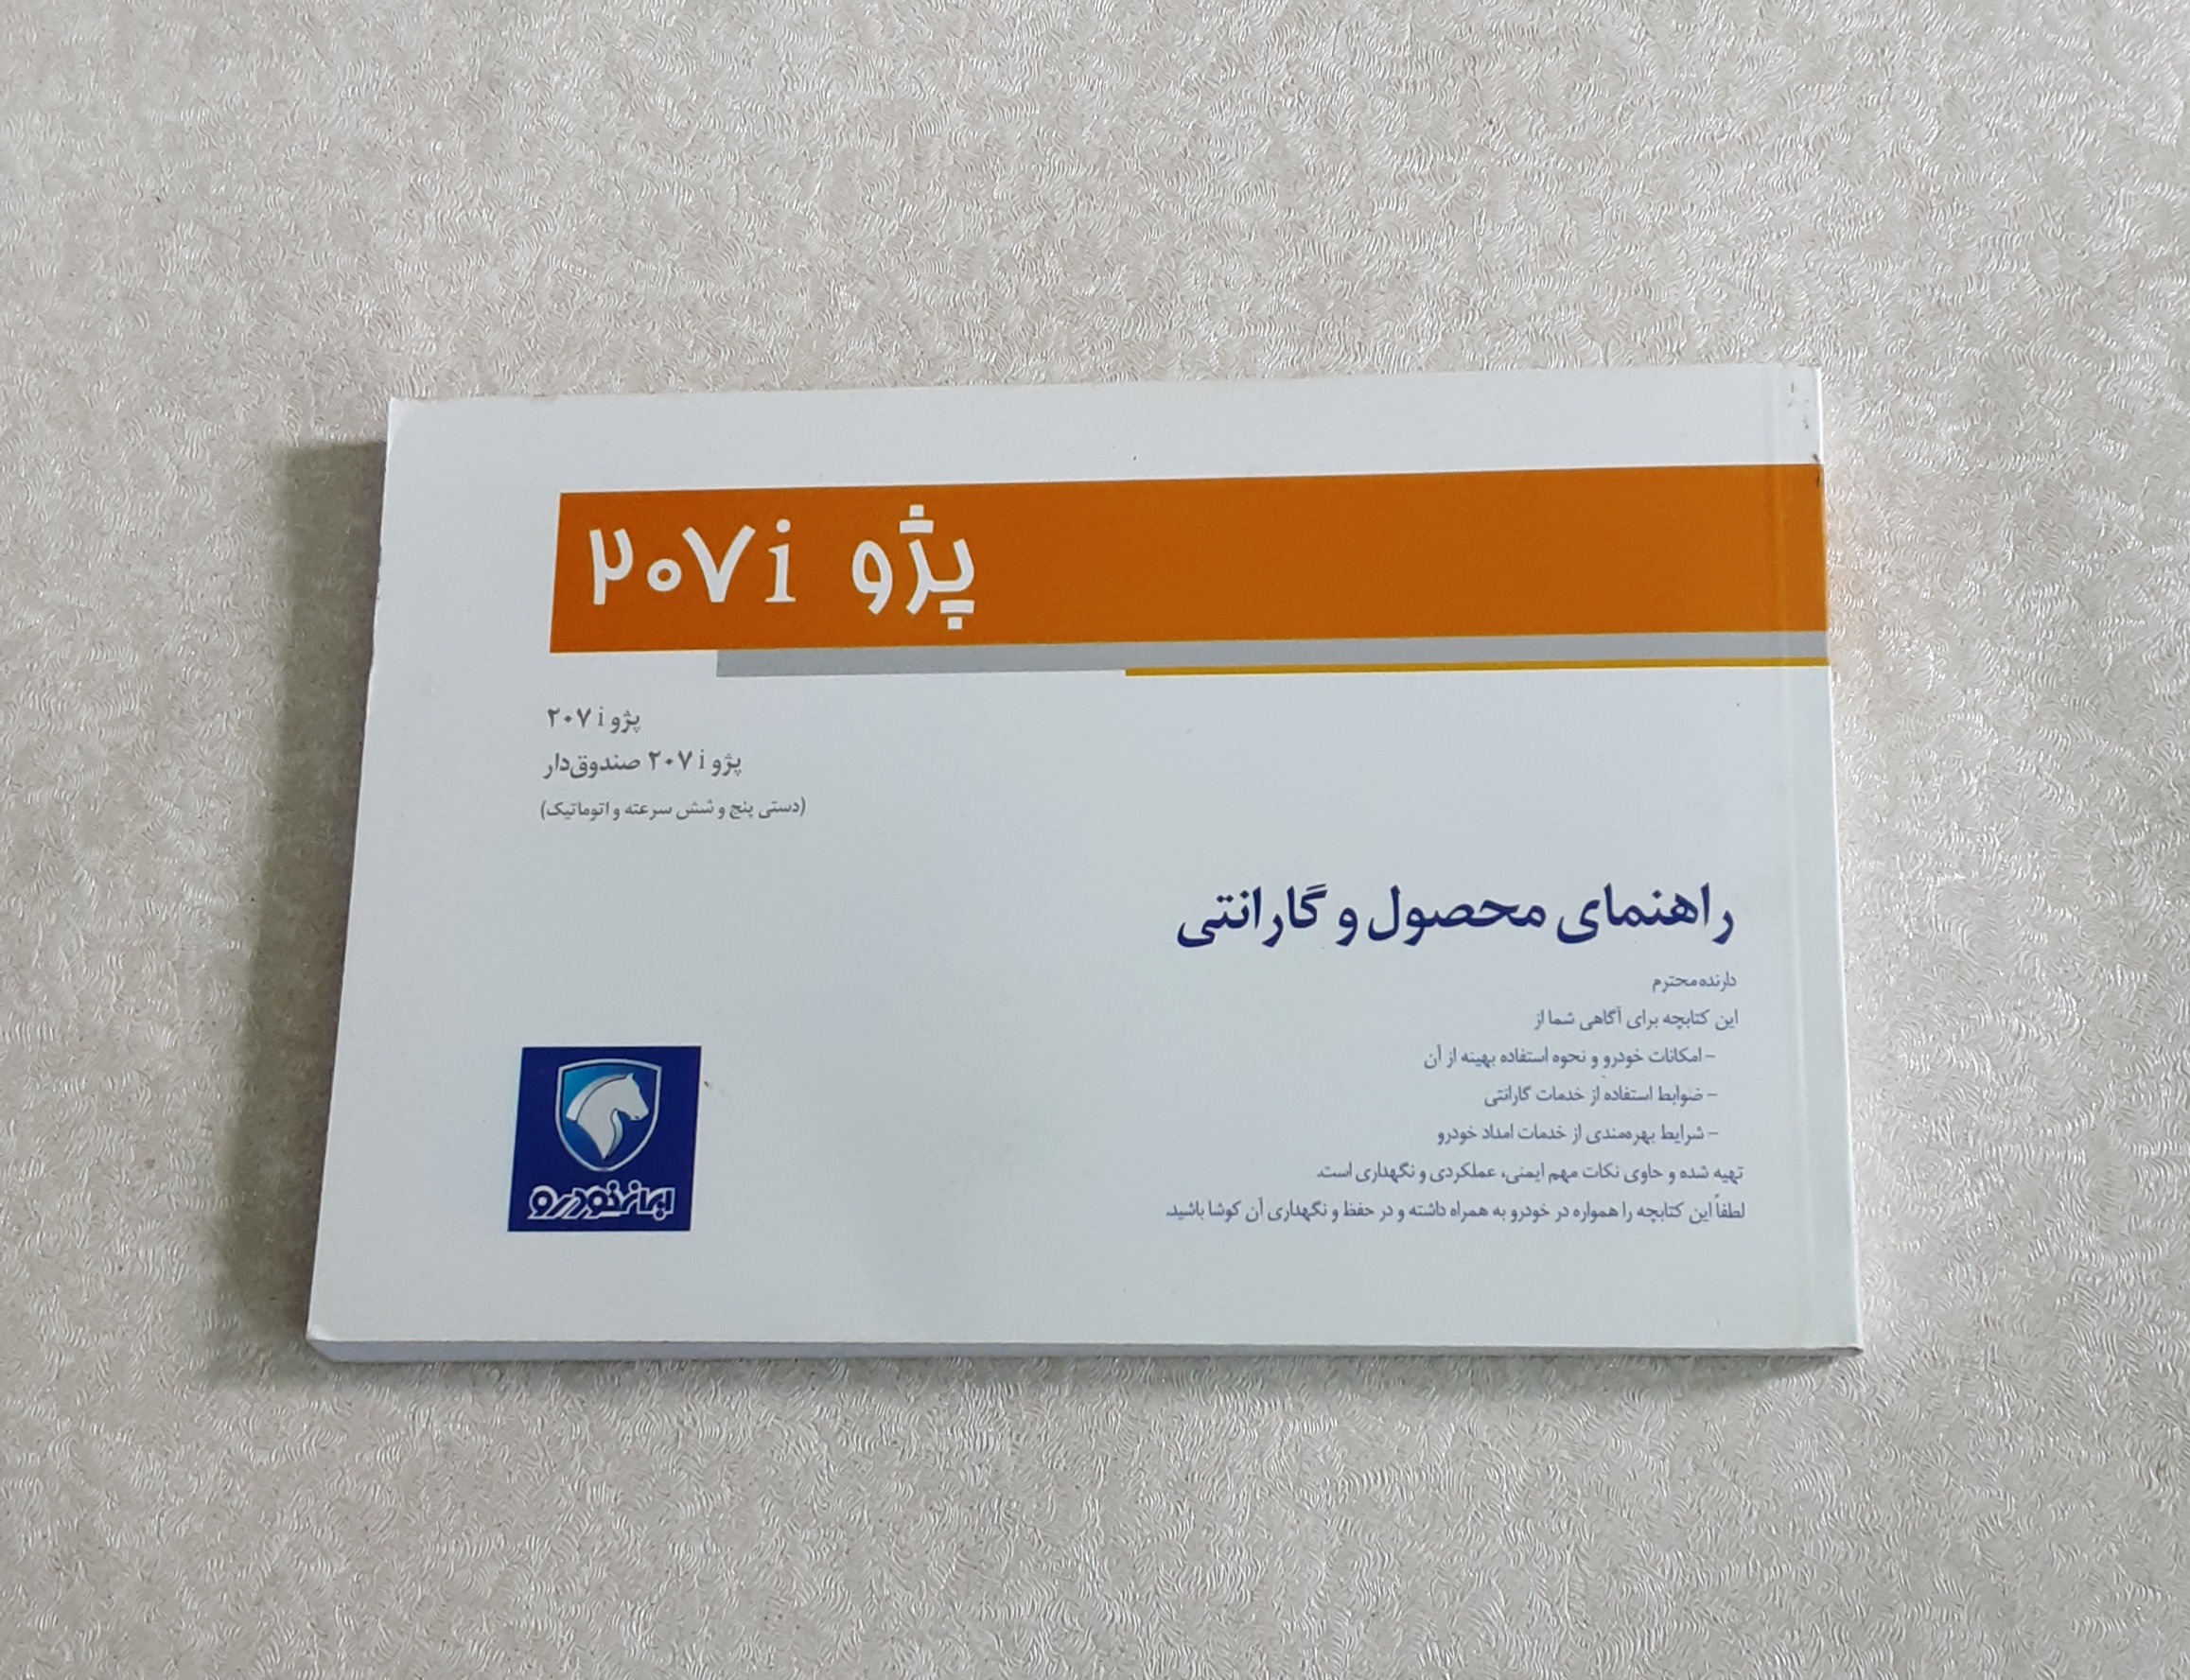 پژو ۲۰۷i
پژو ۲۰۷i
پژو ۲۰۷i صندوق‌دار
(دستی پنج و شش سرعته و اتوماتیک)
راهنمای محصول و گارانتی
دارنده محترم
این کتابچه برای آگاهی شما از
- امکانات خودرو و نحوه استفاده بهینه از آن
- ضوابط استفاده از خدمات گارانتی
- شرایط بهره‌مندی از خدمات امداد خودرو
تهیه شده و حاوی نکات مهم ایمنی، عملکردی و نگهداری است.
لطفاً این کتابچه را همواره در خودرو به همراه داشته و در حفظ و نگهداری آن کوشا باشید.
ایران‌خودرو